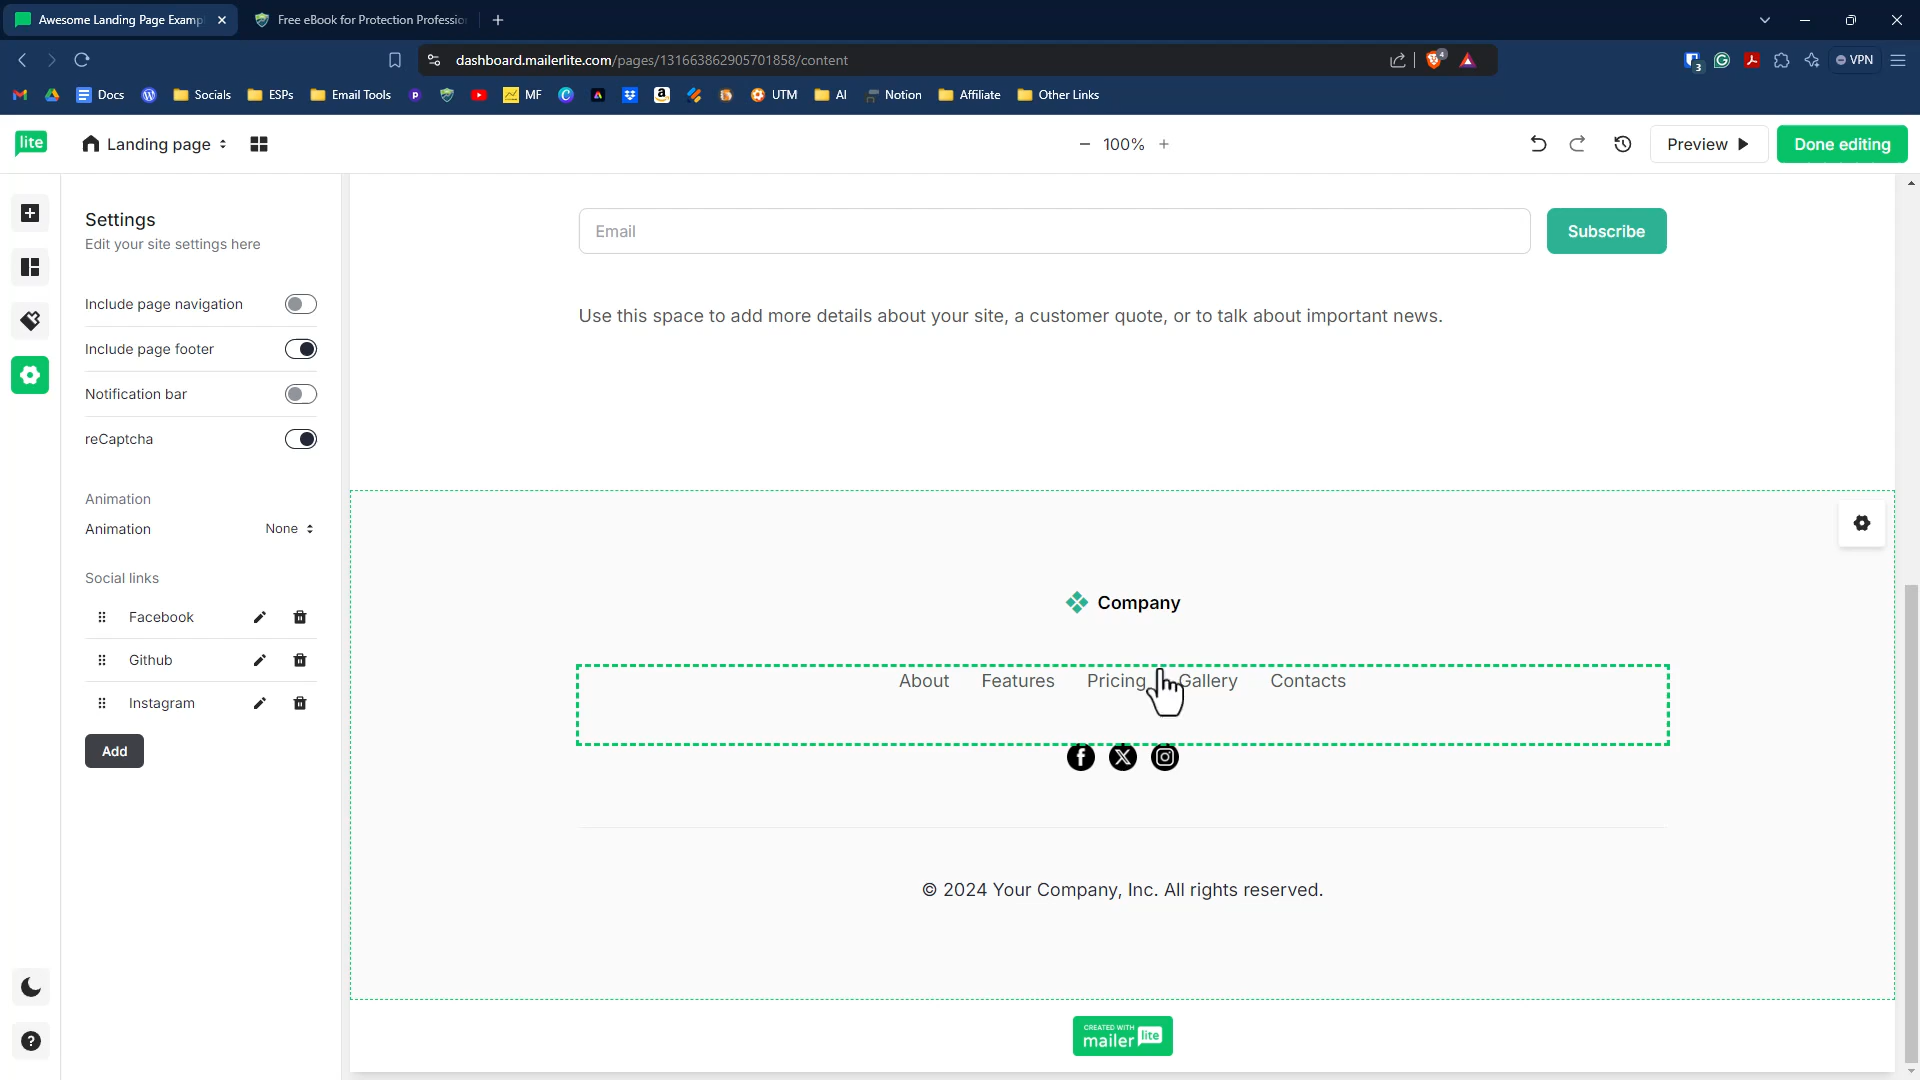 Awesome Landing Page Examp
Free eBook for Protection Professio
dashboard.mailerlite.com/pages/131663862905701858/content
4
3
VPN
Docs
Socials
ESPs
Email Tools
MF
UTM
AI
Notion
Affiliate
Other Links
lite
Landing page
100%
Preview
Done editing
Settings
Edit your site settings here
Include page navigation
Include page footer
Notification bar
reCaptcha
Animation
Animation
None
Social links
Facebook
Github
Instagram
Add
Email
Subscribe
Use this space to add more details about your site, a customer quote, or to talk about important news.
Company
About Features Pricing Gallery Contacts
© 2024 Your Company, Inc. All rights reserved.
CREATED WITH
mailer lite